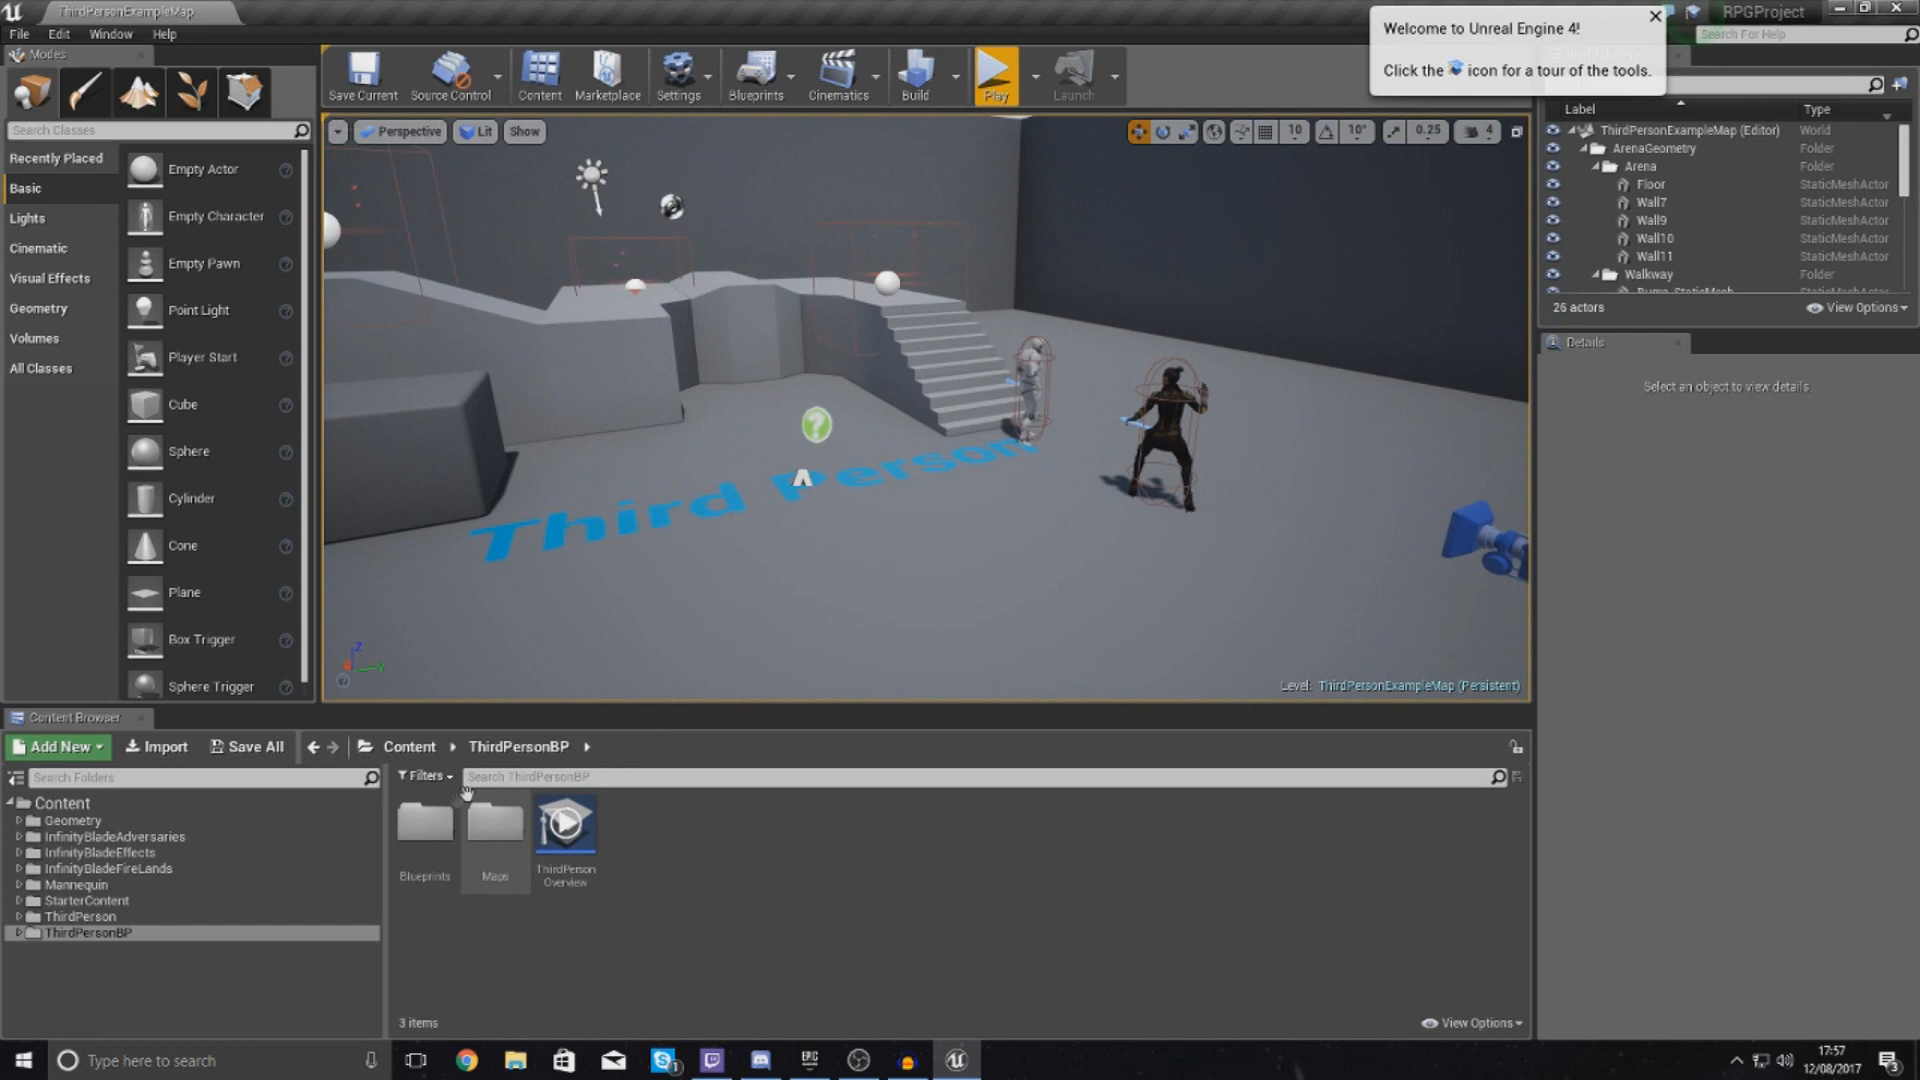 ThirdPersonExampleMap
RPGProject
File Edit Window Help
Search For Help
Welcome to Unreal Engine 4!
Click the icon for a tour of the tools.
Modes
Save Current
Source Control
Content
Marketplace
Settings
Blueprints
Cinematics
Build
Play
Launch
Search Classes
Recently Placed
Basic
Lights
Cinematic
Visual Effects
Geometry
Volumes
All Classes
Empty Actor
Empty Character
Empty Pawn
Point Light
Player Start
Cube
Sphere
Cylinder
Cone
Plane
Box Trigger
Sphere Trigger
Perspective
Lit
Show
10
10°
0.25
4
Third Person
Z
Y
Level: ThirdPersonExampleMap (Persistent)
Label Type
ThirdPersonExampleMap (Editor) World
ArenaGeometry Folder
Arena Folder
Floor StaticMeshActor
Wall7 StaticMeshActor
Wall9 StaticMeshActor
Wall10 StaticMeshActor
Wall11 StaticMeshActor
Walkway Folder
26 actors
View Options
Details
Select an object to view details
Content Browser
Add New
Import
Save All
Content
ThirdPersonBP
Search Folders
Filters
Search ThirdPersonBP
Content
Geometry
InfinityBladeAdversaries
InfinityBladeEffects
InfinityBladeFireLands
Mannequin
StarterContent
ThirdPerson
ThirdPersonBP
Blueprints
Maps
ThirdPerson
Overview
3 items
View Options
Type here to search
1
EPIC
17:57
12/08/2017
3